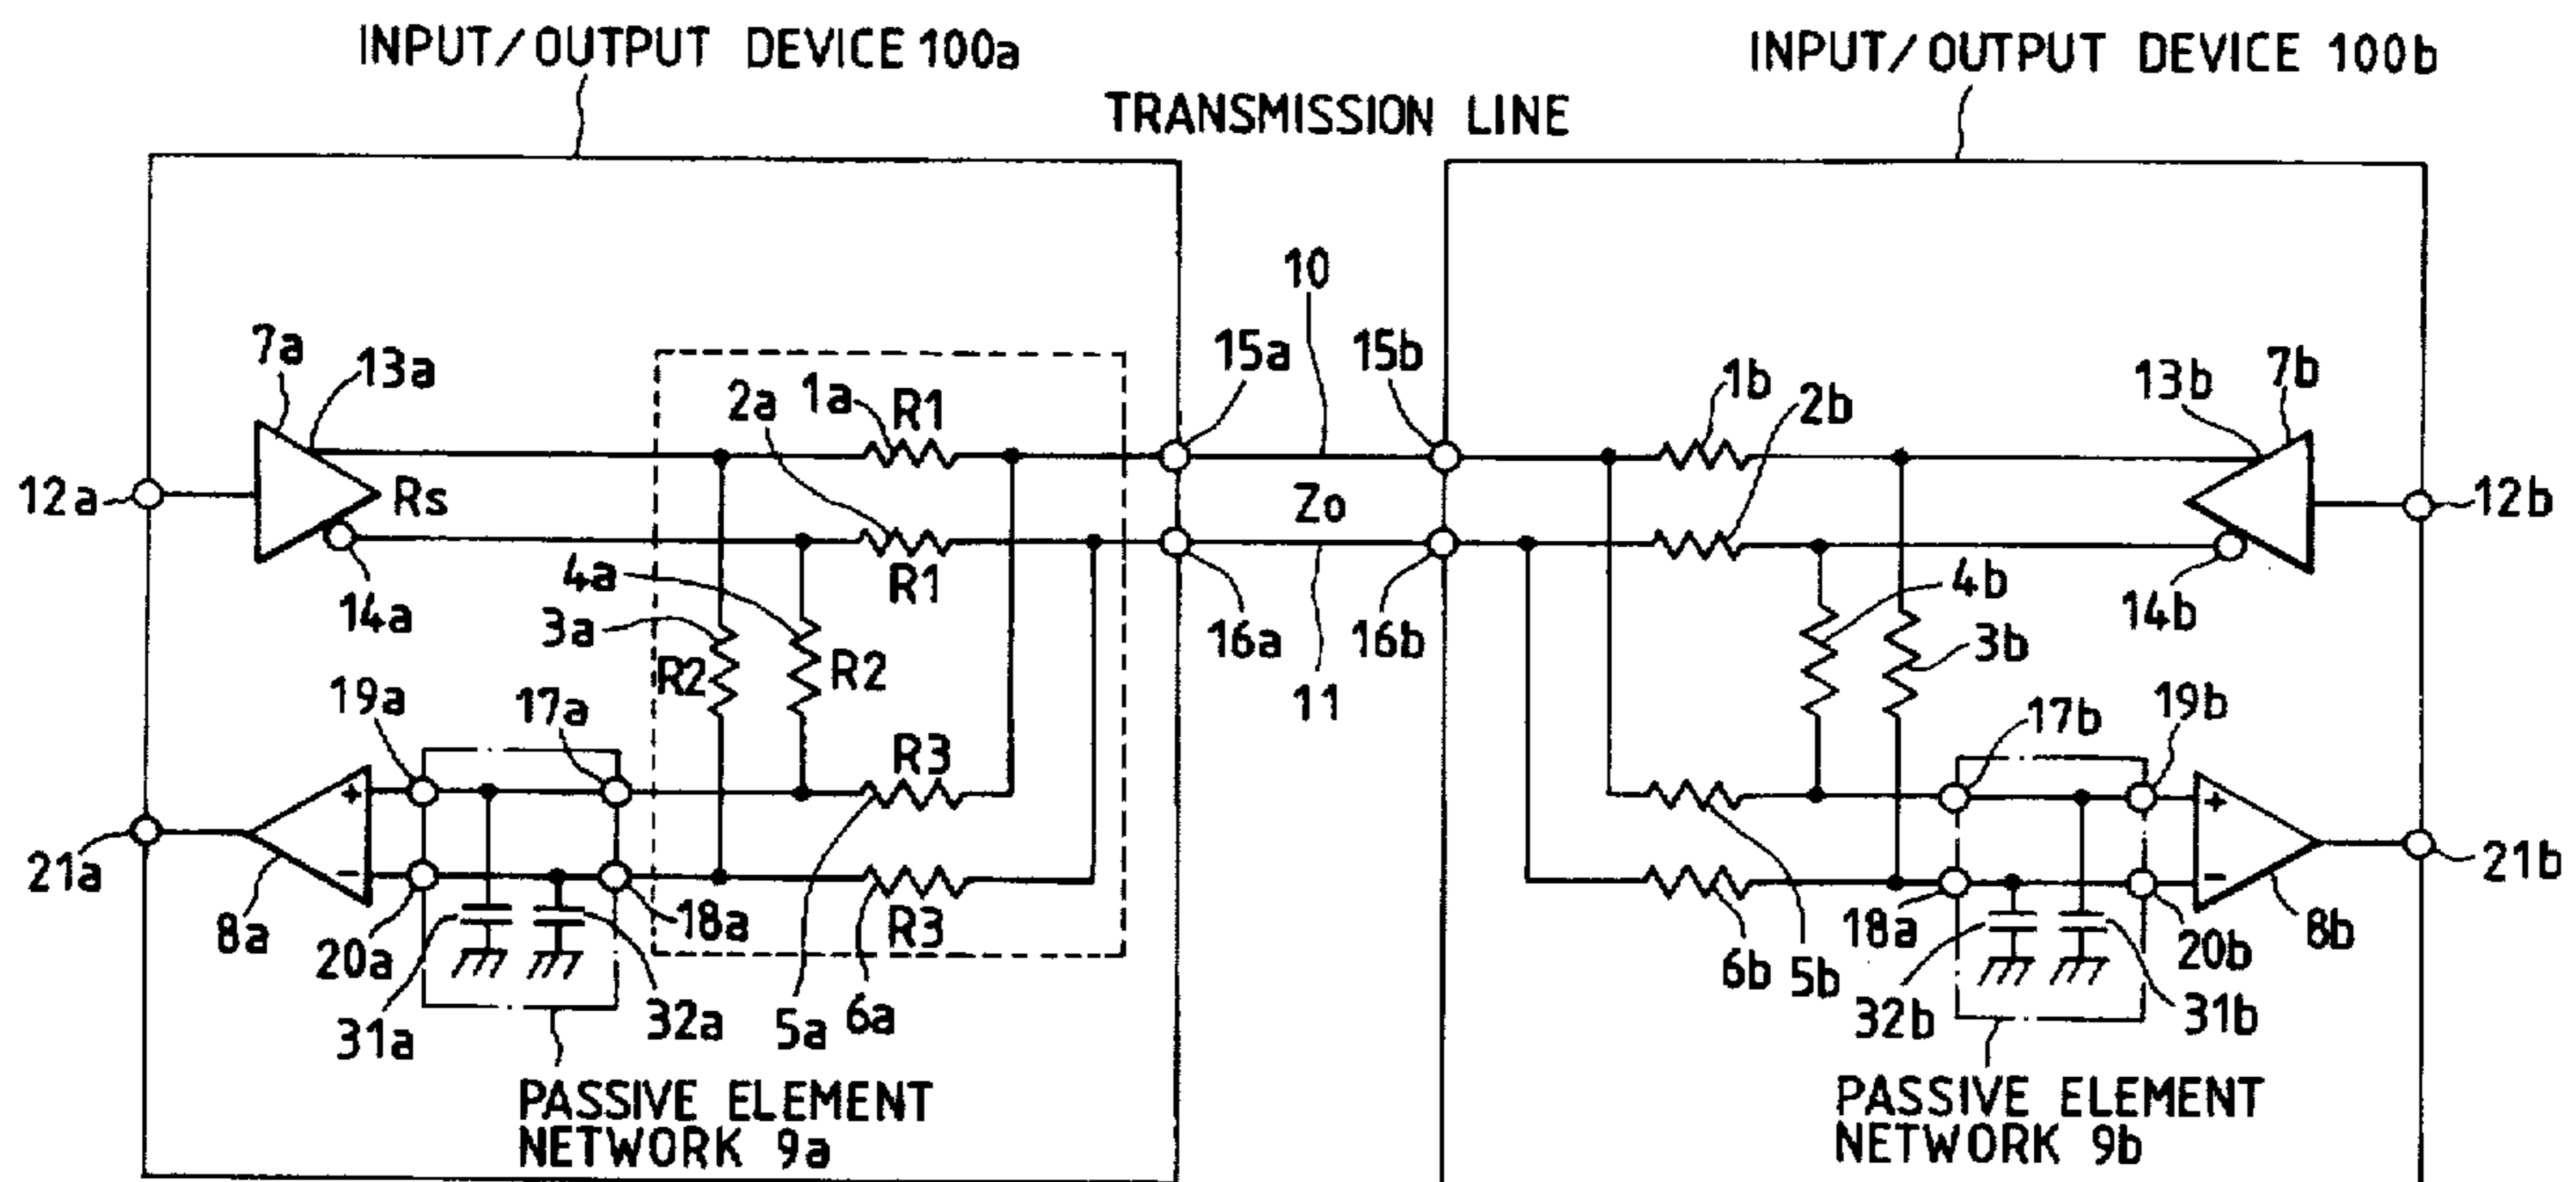 INPUT/OUTPUT DEVICE 100a
INPUT/OUTPUT DEVICE 100b
TRANSMISSION LINE
10
7a
13a
2a
1a
R1
15a
15b
1b
2b
13b
7b
12a
Rs
Zo
12b
14a
4a
3a
R1
16a
16b
11
4b
3b
14b
R2
R2
19a
17a
R3
17b
19b
+
−
+
−
21a
21b
8a
20a
18a
R3
18a
20b
8b
31a
32a
5a
6a
6b
5b
32b
31b
PASSIVE ELEMENT
NETWORK 9a
PASSIVE ELEMENT
NETWORK 9b